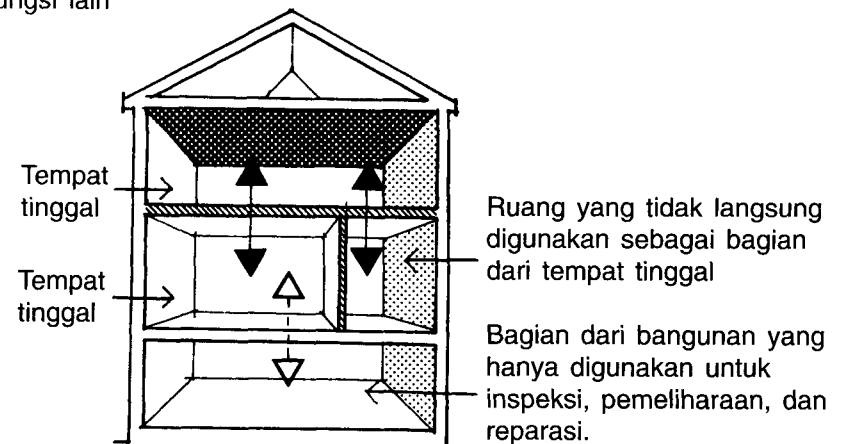 lain
Tempat
tinggal
Tempat
tinggal
Ruang yang tidak langsung
digunakan sebagai bagian
dari tempat tinggal
Bagian dari bangunan yang
hanya digunakan untuk
inspeksi, pemeliharaan, dan
reparasi.